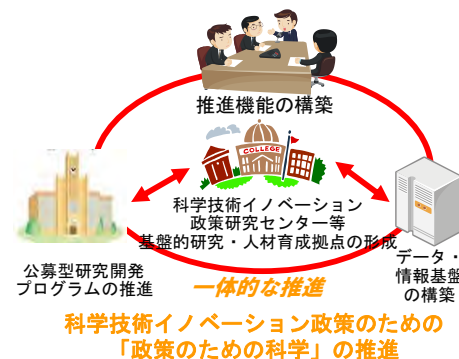 推進機能の構築
COLLEGE
科学技術イノベーション
政策研究センター等
基盤的研究・人材育成拠点の形成
公募型研究開発
プログラムの推進
データ・
情報基盤
の構築
一体的な推進
科学技術イノベーション政策のための
「政策のための科学」の推進